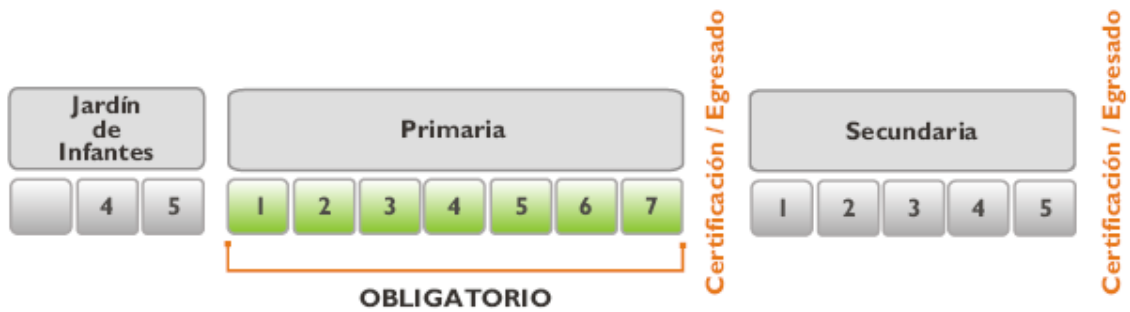 Jardín
de
Infantes
Primaria
Certificación / Egresado
Secundaria
Certificación / Egresado
4 5
1 2 3 4 5 6 7
1 2 3 4 5
OBLIGATORIO